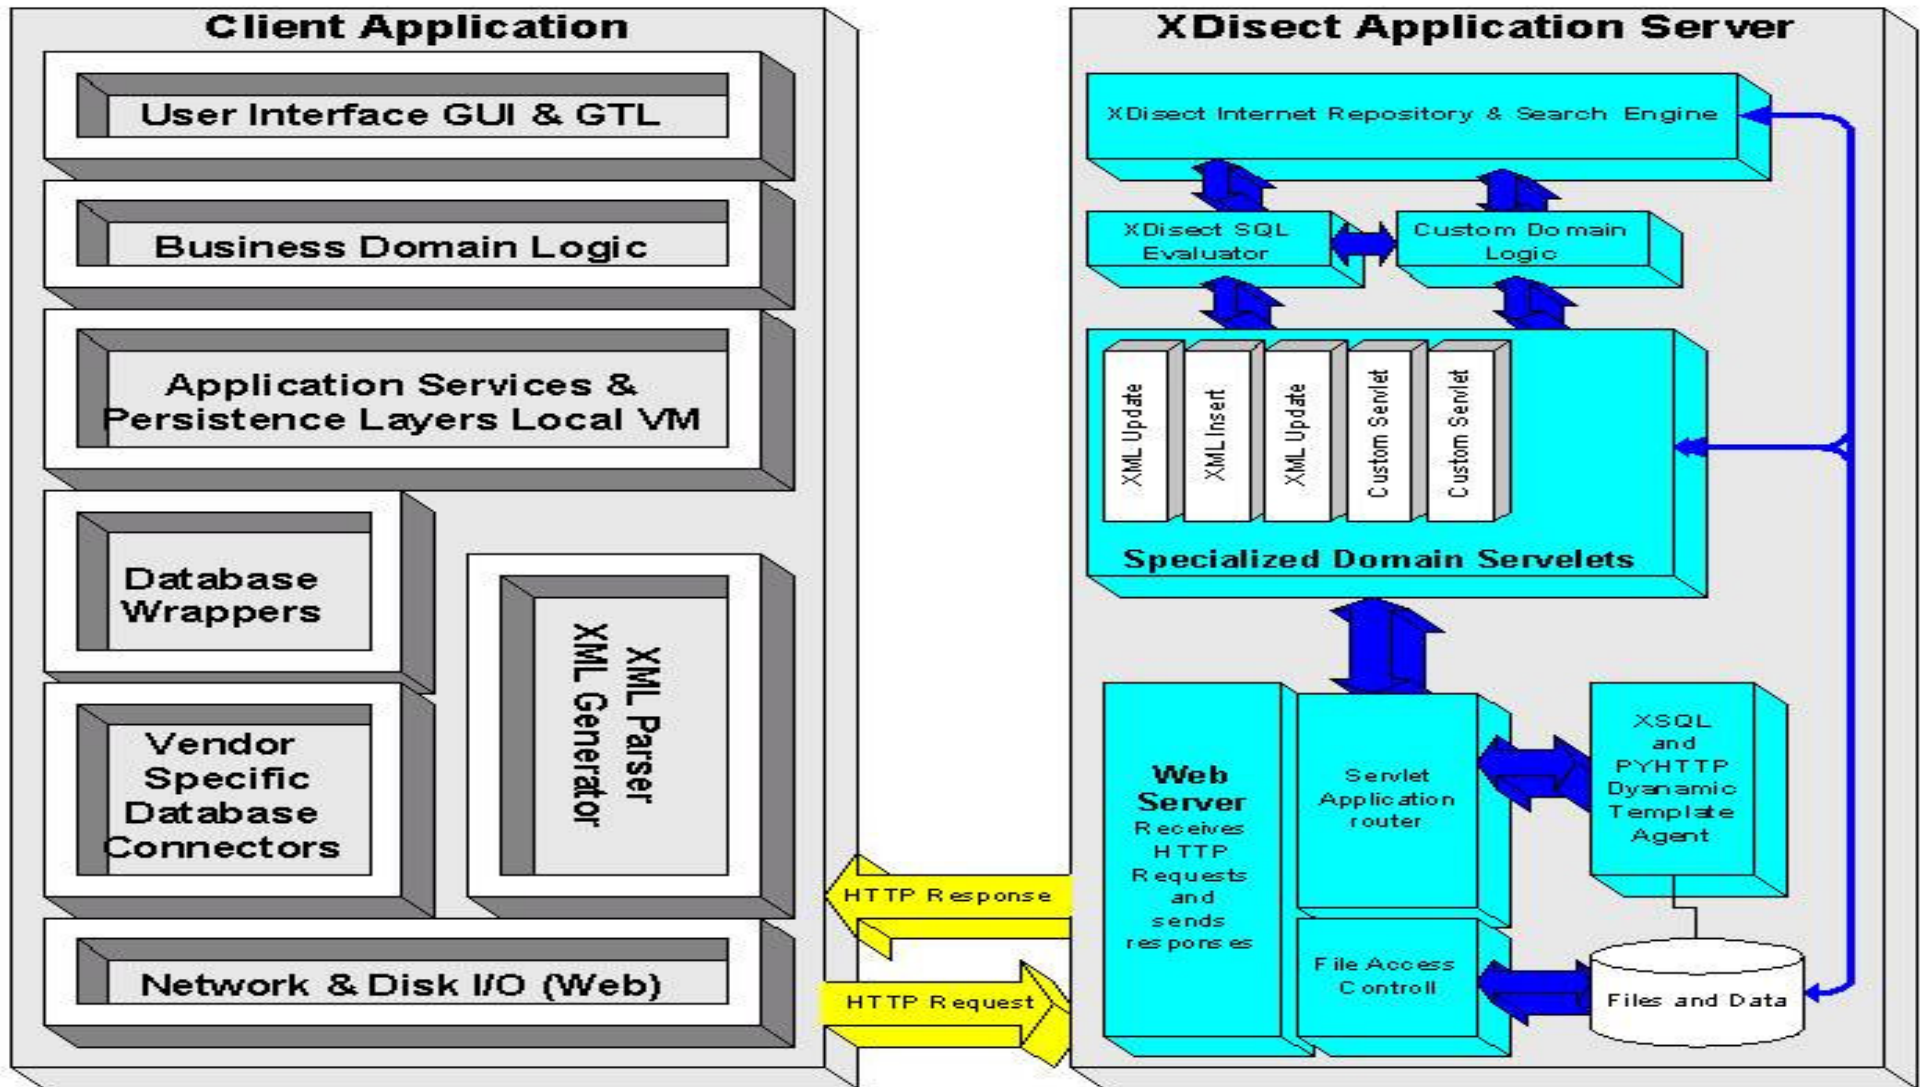 Client Application
User Interface GUI & GTL
Business Domain Logic
Application Services &
Persistence Layers Local VM
Database
Wrappers
Vendor
Specific
Database
Connectors
XML Parser
XML Generator
Network & Disk I/O (Web)
HTTP Response
HTTP Request
XDisect Application Server
XDisect Internet Repository & Search Engine
XDisect SQL
Evaluator
Custom Domain
Logic
XML Update
XML Insert
XML Update
Custom Servlet
Custom Servlet
Specialized Domain Servelets
Web
Server
Receives
HTTP
Requests
and
sends
responses
Servlet
Application
router
File Access
Controll
XSQL
and
PYHTTP
Dyanamic
Template
Agent
Files and Data